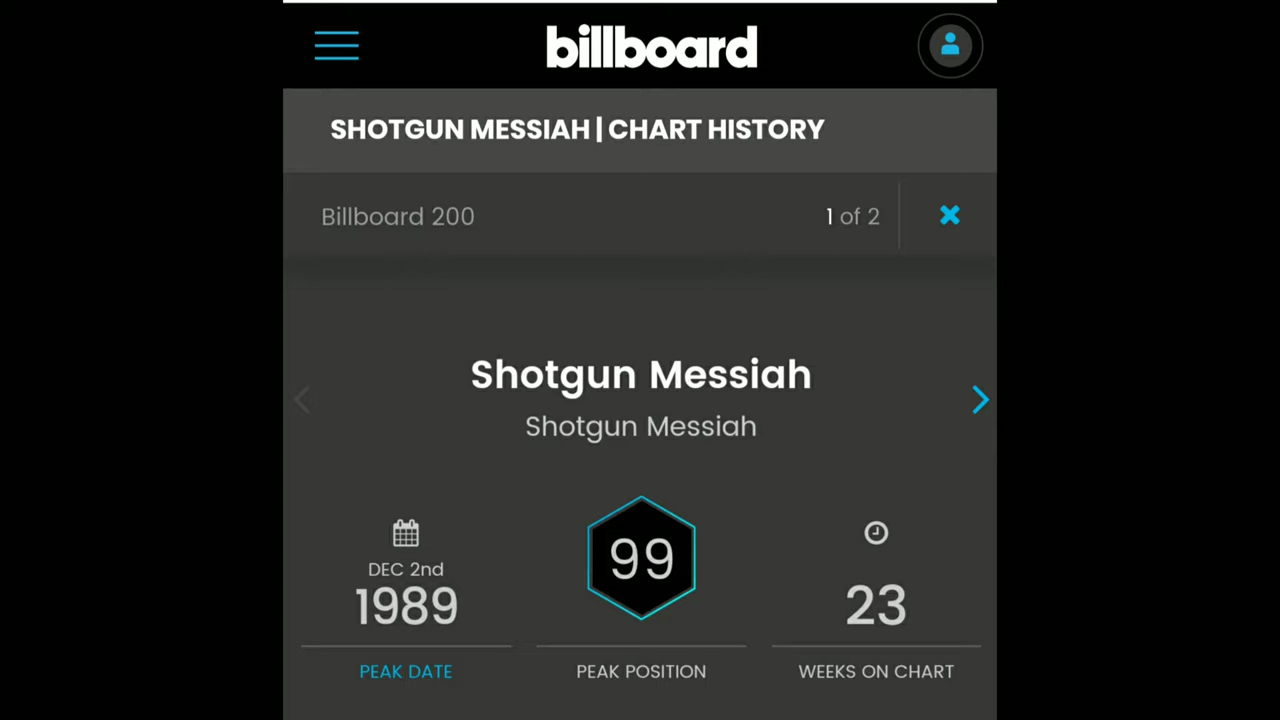 billboard
SHOTGUN MESSIAH | CHART HISTORY
Billboard 200
1 of 2
Shotgun Messiah
Shotgun Messiah
DEC 2nd
1989
PEAK DATE
99
PEAK POSITION
23
WEEKS ON CHART